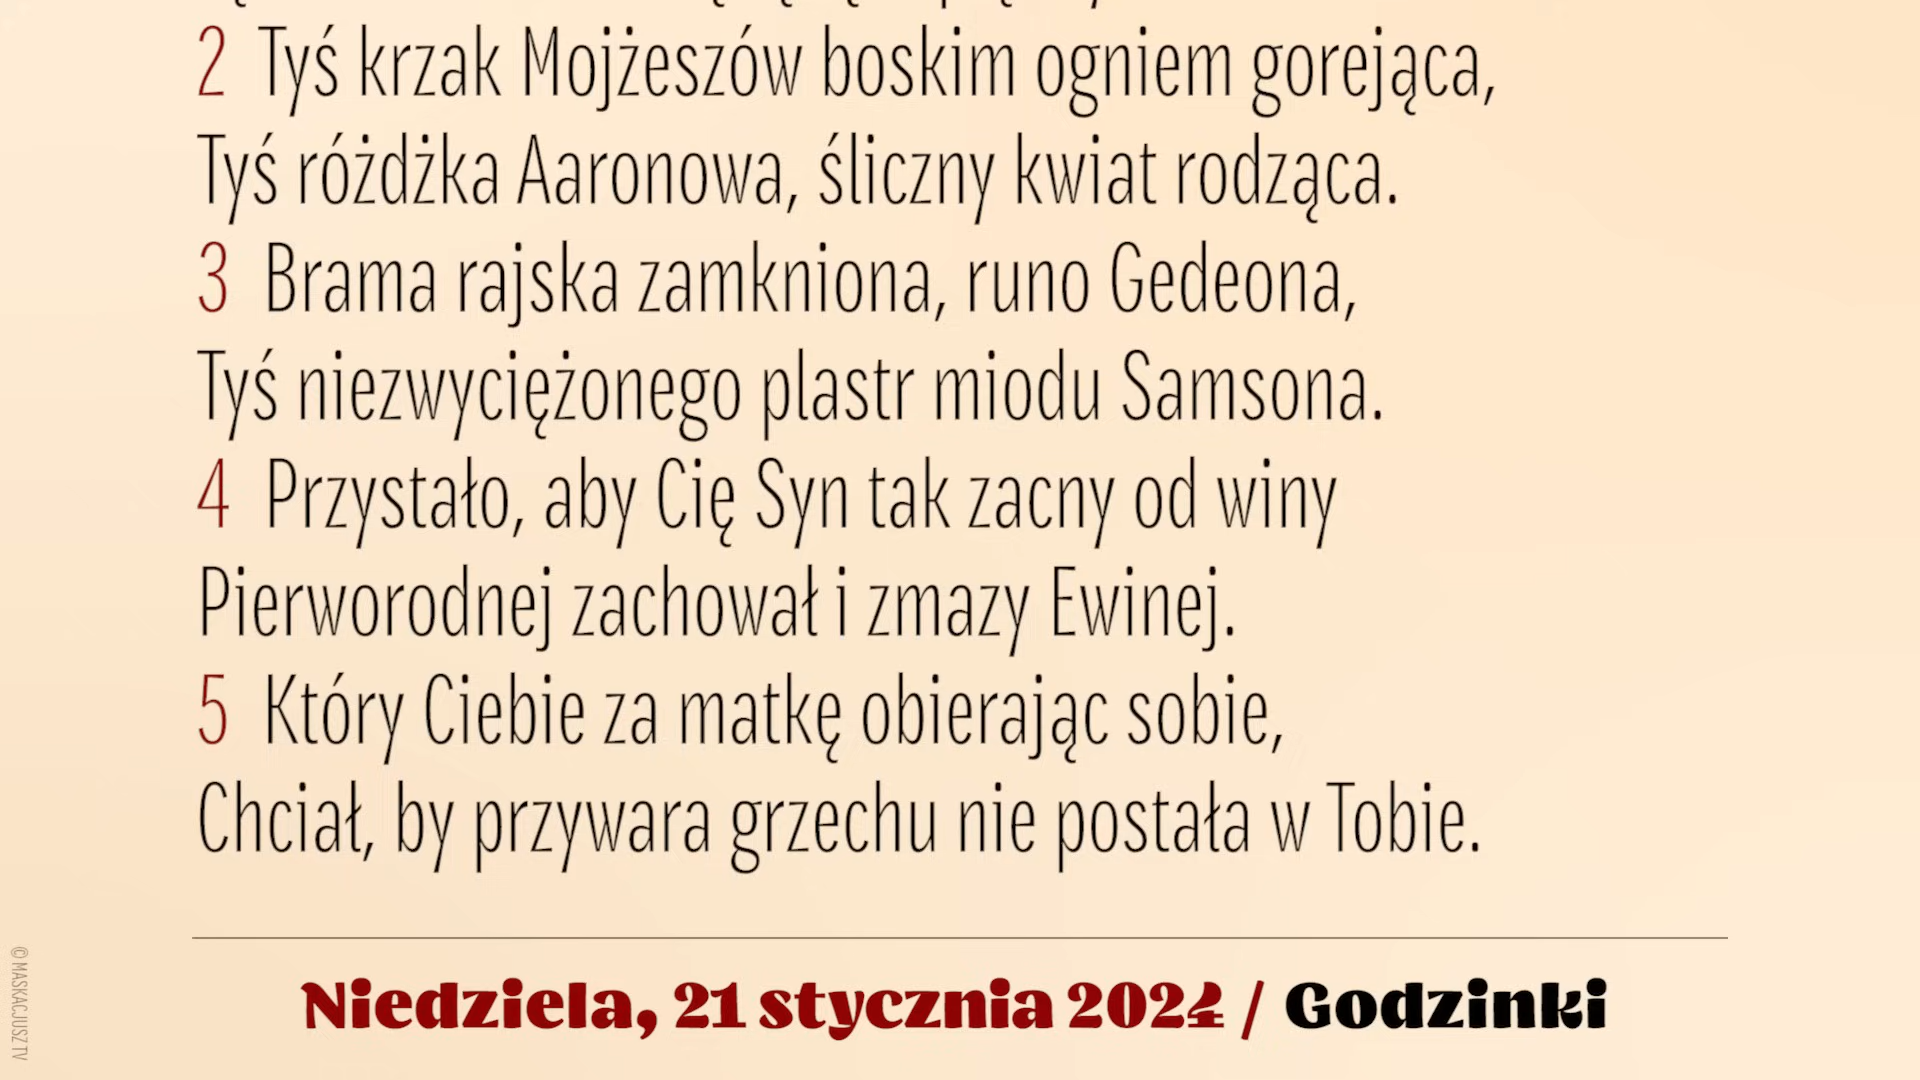 2 Tyś krzak Mojżeszów boskim ogniem gorejąca,
Tyś różdżka Aaronowa, śliczny kwiat rodząca.
3 Brama rajska zamkniona, runo Gedeona,
Tyś niezwyciężonego plastr miodu Samsona.
4 Przystało, aby Cię Syn tak zacny od winy
Pierworodnej zachował i zmazy Ewinej.
5 Który Ciebie za matkę obierając sobie,
Chciał, by przywara grzechu nie postała w Tobie.
Niedziela, 21 stycznia 2024 / Godzinki
© MASKACJUSZ TV